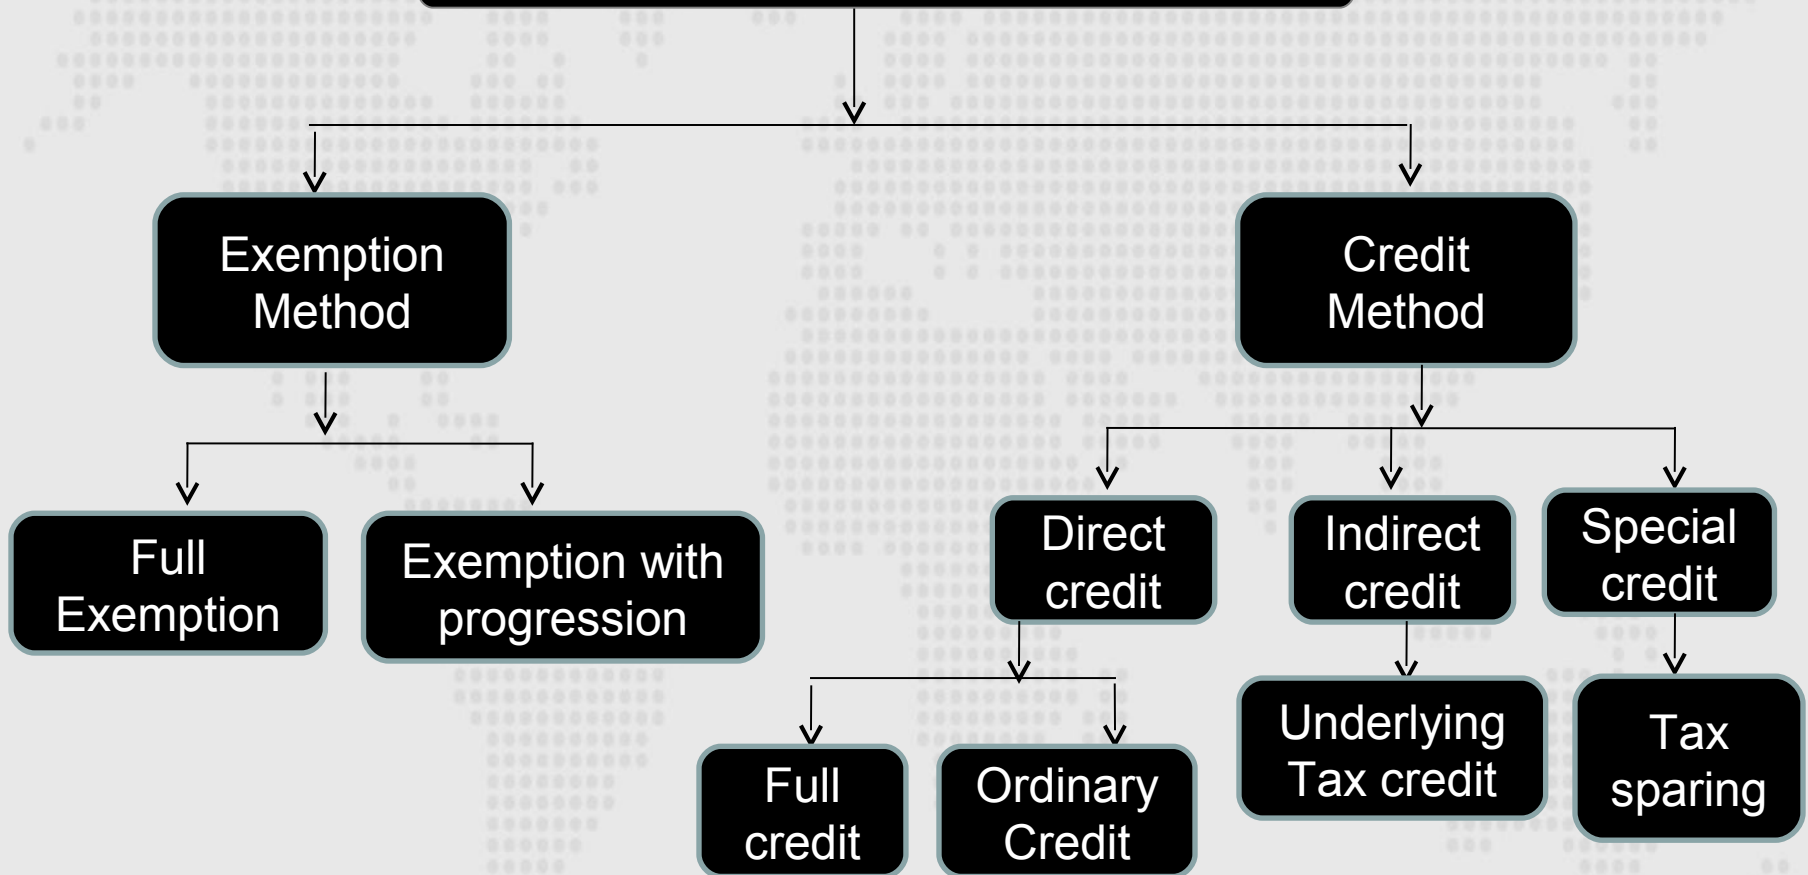 Exemption
Method
Credit
Method
Full
Exemption
Exemption with
progression
Direct
credit
Indirect
credit
Special
credit
Full
credit
Ordinary
Credit
Underlying
Tax credit
Tax
sparing